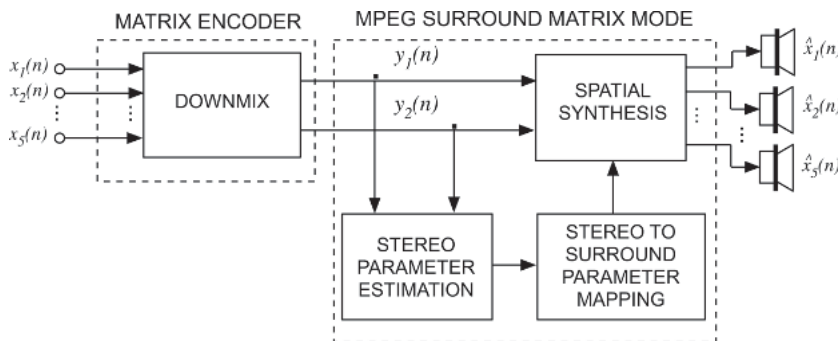 MATRIX ENCODER
MPEG SURROUND MATRIX MODE
x1(n)
x2(n)
x5(n)
DOWNMIX
y1(n)
y2(n)
SPATIAL
SYNTHESIS
x̂1(n)
x̂2(n)
x̂5(n)
STEREO
PARAMETER
ESTIMATION
STEREO TO
SURROUND
PARAMETER
MAPPING